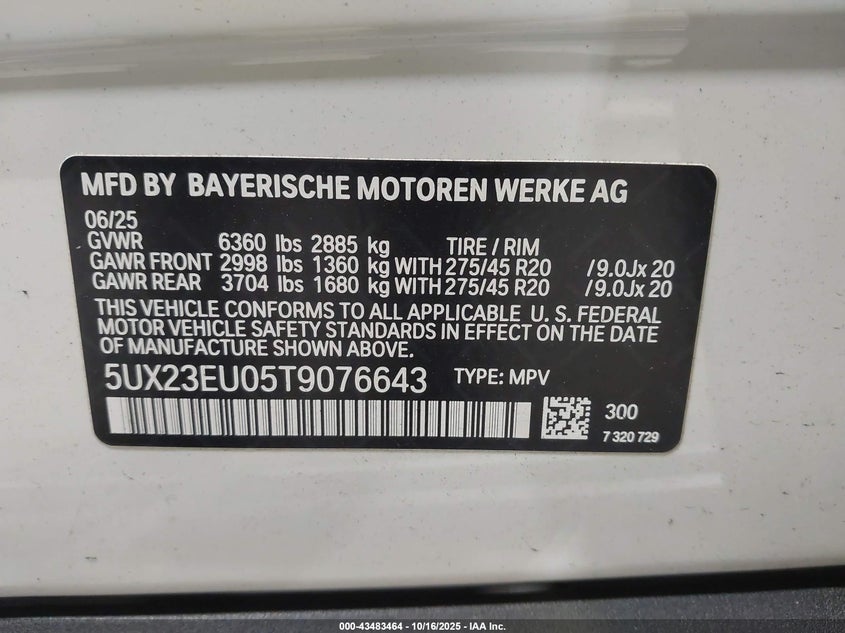 MFD BY BAYERISCHE MOTOREN WERKE AG
06/25
GVWR 6360 lbs 2885 kg TIRE / RIM
GAWR FRONT 2998 lbs 1360 kg WITH 275/45 R20 /9.0Jx 20
GAWR REAR 3704 lbs 1680 kg WITH 275/45 R20 /9.0Jx 20
THIS VEHICLE CONFORMS TO ALL APPLICABLE U. S. FEDERAL
MOTOR VEHICLE SAFETY STANDARDS IN EFFECT ON THE DATE
OF MANUFACTURE SHOWN ABOVE.
5UX23EU05T9076643 TYPE: MPV
300
7 320 729
000-43483464 - 10/16/2025 - IAA Inc.